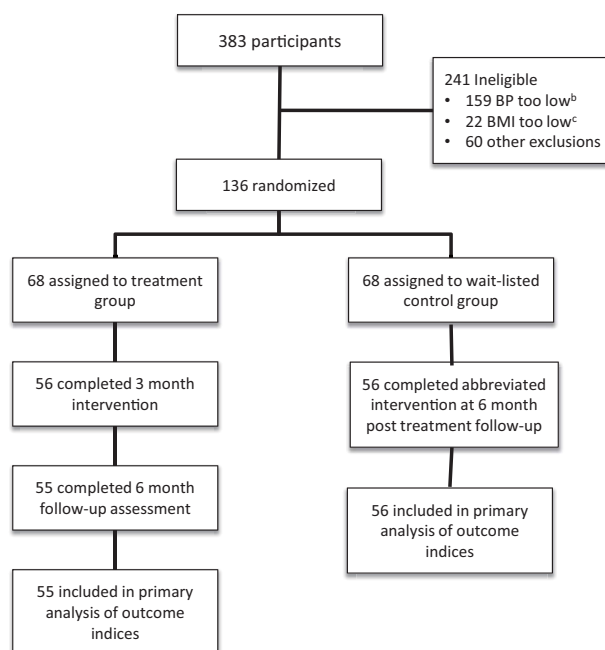 383 participants
241 Ineligible
• 159 BP too lowᵇ
• 22 BMI too lowᶜ
• 60 other exclusions
136 randomized
68 assigned to treatment
group
68 assigned to wait-listed
control group
56 completed 3 month
intervention
56 completed abbreviated
intervention at 6 month
post treatment follow-up
55 completed 6 month
follow-up assessment
56 included in primary
analysis of outcome
indices
55 included in primary
analysis of outcome
indices